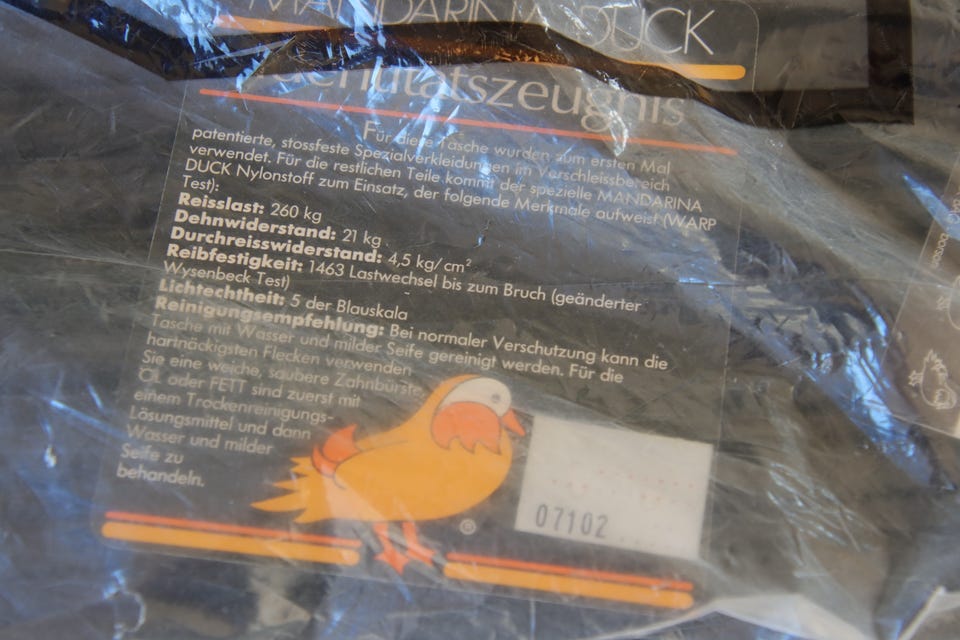 MANDARINA DUCK
patentierte, stossfeste Spezialverkleidungen im Verschleissbereich
Für diese Tasche wurden zum ersten Mal
verwendet. Für die restlichen Teile kommt der spezielle MANDARINA
DUCK Nylonstoff zum Einsatz, der folgende Merkmale aufweist (WARP
Test):
Reisslast: 260 kg
Dehnwiderstand: 21 kg
Durchreisswiderstand: 4,5 kg/cm²
Reibfestigkeit: 1463 Lastwechsel bis zum Bruch (geänderter
Wysenbeck Test)
Lichtechtheit: 5 der Blauskala
Reinigungsempfehlung: Bei normaler Verschutzung kann die
Tasche mit Wasser und milder Seife gereinigt werden. Für die
hartnäckigsten Flecken verwenden
Sie eine weiche, saubere Zahnbürste.
ÖL oder FETT sind zuerst mit
einem Trockenreinigungs-
Lösungsmittel und dann
Wasser und milder
Seife zu
behandeln.
®
07102